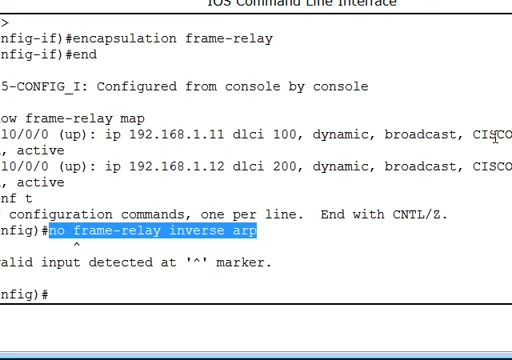 IOS Command Line Interface
>
nfig-if)#encapsulation frame-relay
nfig-if)#end
5-CONFIG_I: Configured from console by console
ow frame-relay map
l0/0/0 (up): ip 192.168.1.11 dlci 100, dynamic, broadcast, CISCO
, active
l0/0/0 (up): ip 192.168.1.12 dlci 200, dynamic, broadcast, CISCO
, active
nf t
configuration commands, one per line. End with CNTL/Z.
nfig)#no frame-relay inverse arp
^
alid input detected at '^' marker.
nfig)#